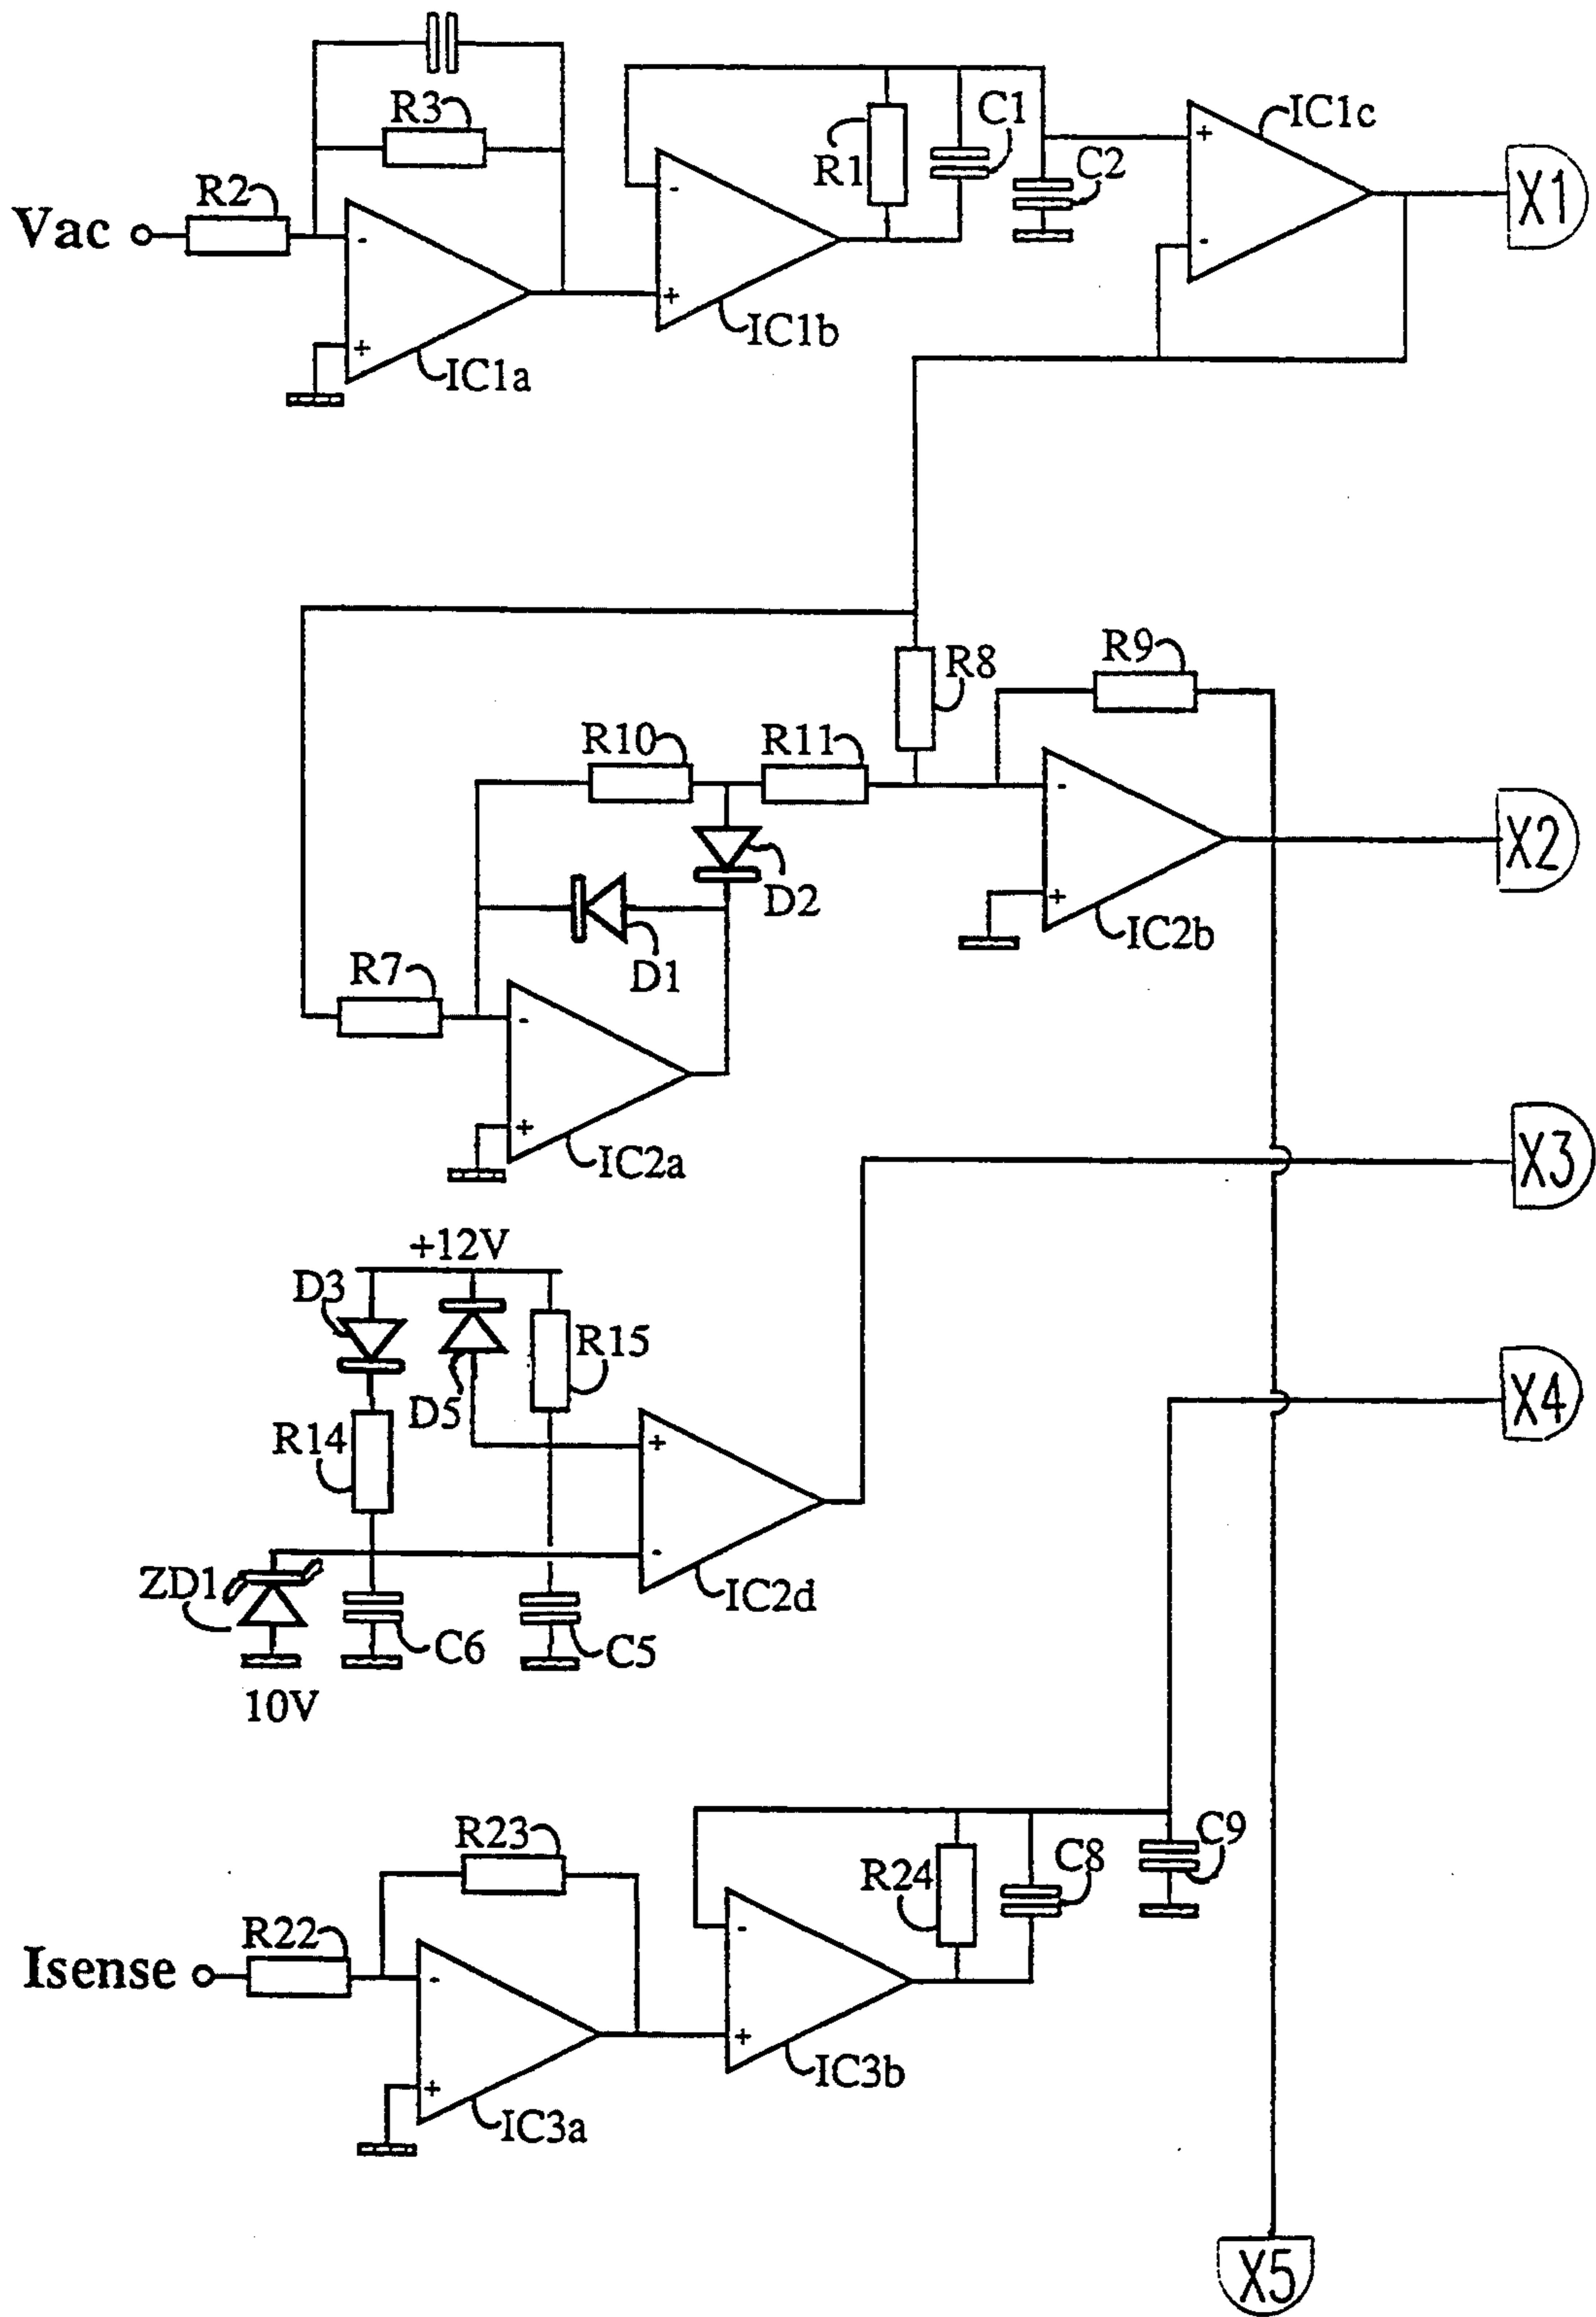 R3
R2
Vac
-
+
IC1a
-
+
IC1b
R1
C1
C2
+
-
IC1c
X1
R8
R9
R10
R11
D2
D1
-
+
IC2b
X2
R7
-
+
IC2a
X3
+12V
D3
D5
R15
R14
+
-
IC2d
X4
ZD1
10V
C6
C5
R23
R22
Isense
-
+
IC3a
-
+
IC3b
R24
C8
C9
X5